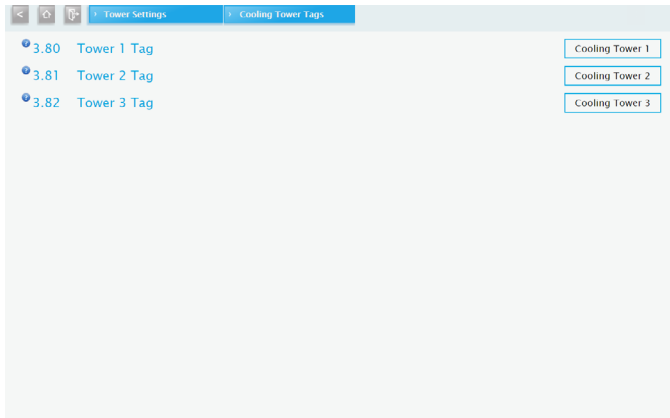 Tower Settings Cooling Tower Tags
3.80 Tower 1 Tag Cooling Tower 1
3.81 Tower 2 Tag Cooling Tower 2
3.82 Tower 3 Tag Cooling Tower 3